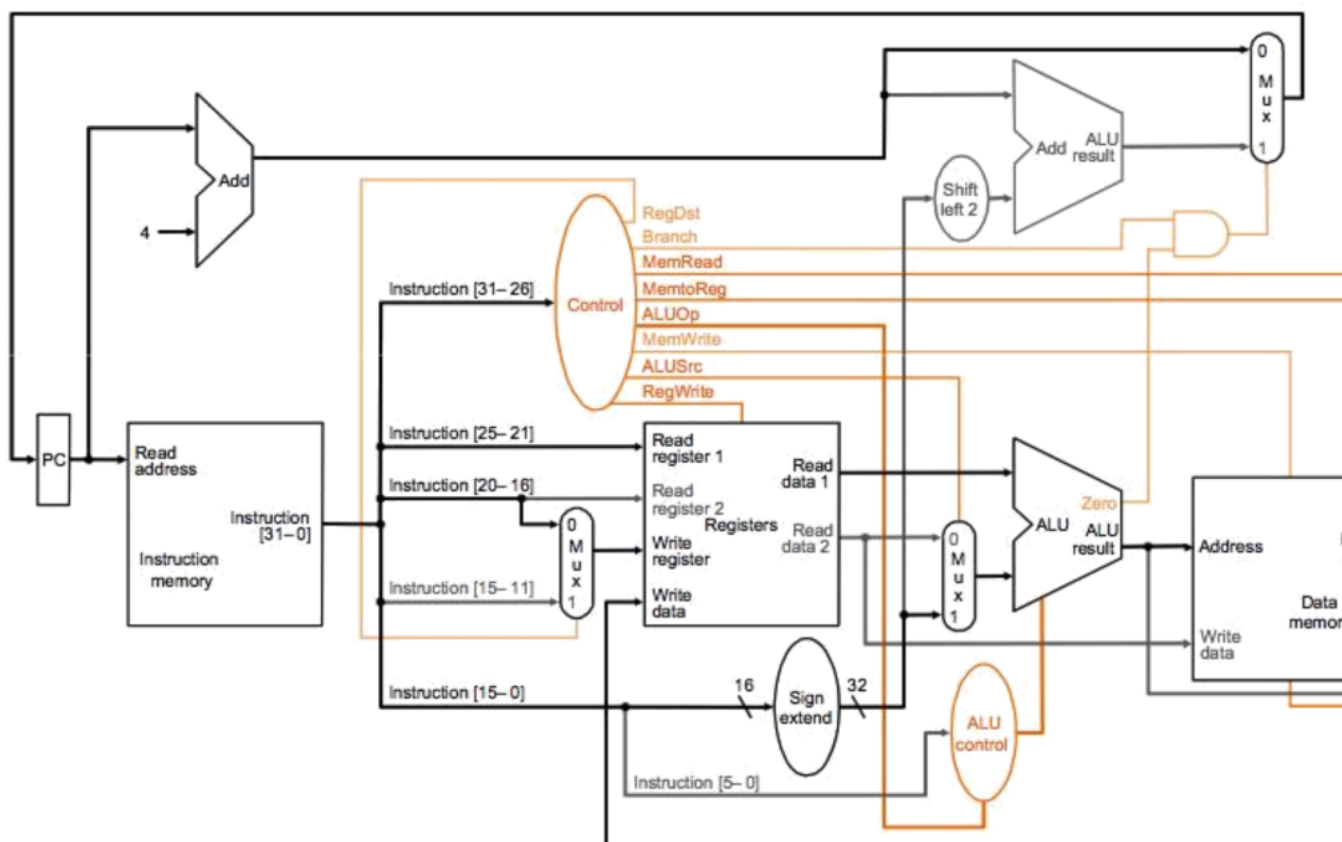 0
M
u
x
1
Add
ALU
result
Add
4
Shift
left 2
RegDst
Branch
MemRead
MemtoReg
ALUOp
MemWrite
ALUSrc
RegWrite
Control
Instruction [31–26]
PC
Read
address
Instruction
[31–0]
Instruction
memory
Instruction [25–21]
Instruction [20–16]
Instruction [15–11]
Instruction [15–0]
0
M
u
x
1
Read
register 1
Read
register 2
Write
register
Write
data
Registers
Read
data 1
Read
data 2
0
M
u
x
1
Zero
ALU
ALU
result
Address
Write
data
Data
memor
16
Sign
extend
32
ALU
control
Instruction [5–0]